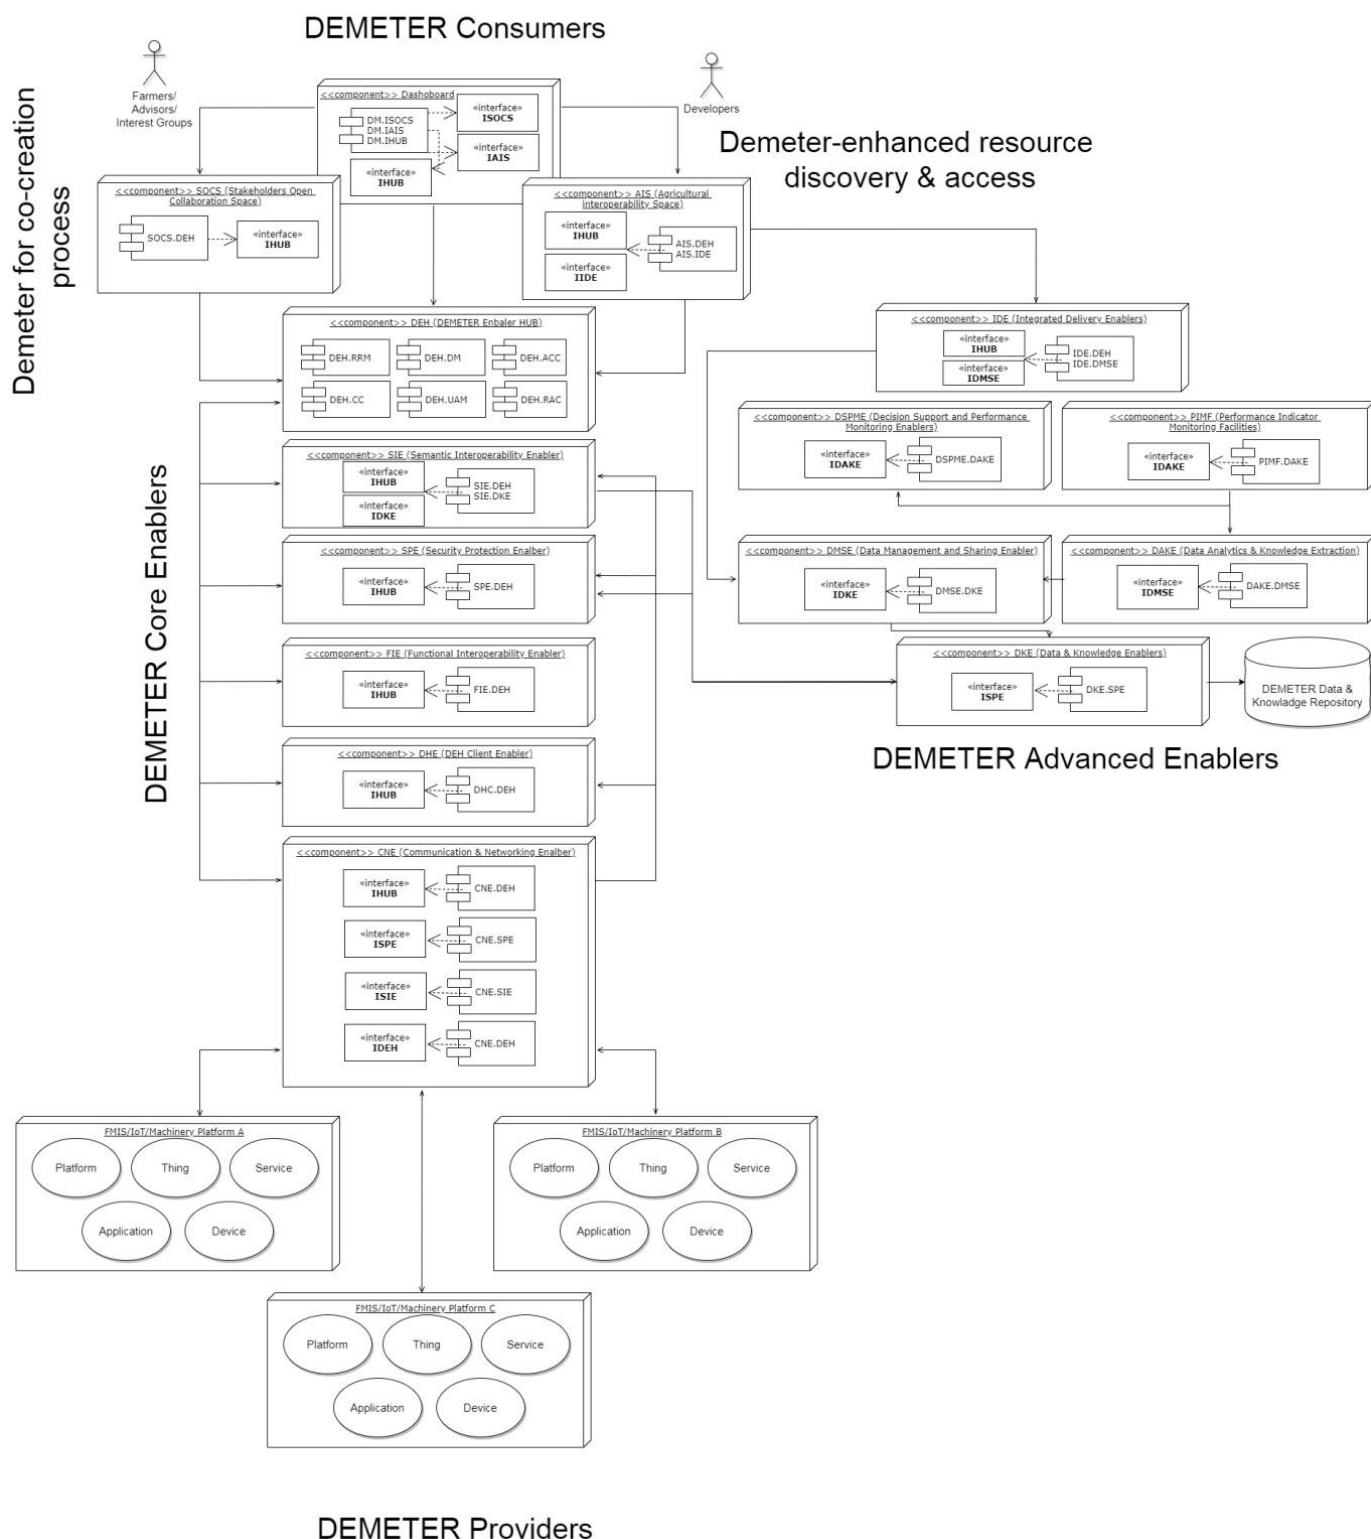 DEMETER Consumers
Farmers/
Advisors/
Interest Groups
Developers
Demeter for co-creation
process
<<component>> Dashoboard
DM.ISOCS
DM.IAIS
DM.IHUB
«interface»
ISOCS
«interface»
IAIS
«interface»
IHUB
Demeter-enhanced resource
discovery & access
<<component>> SOCS (Stakeholders Open
Collaboration Space)
SOCS.DEH
«interface»
IHUB
<<component>> AIS (Agricultural
interoperability Space)
«interface»
IHUB
«interface»
IIDE
AIS.DEH
AIS.IDE
<<component>> DEH (DEMETER Enbaler HUB)
DEH.RRM
DEH.DM
DEH.ACC
DEH.CC
DEH.UAM
DEH.RAC
<<component>> IDE (Integrated Delivery Enablers)
«interface»
IHUB
«interface»
IDMSE
IDE.DEH
IDE.DMSE
DEMETER Core Enablers
<<component>> SIE (Semantic Interoperability Enabler)
«interface»
IHUB
«interface»
IDKE
SIE.DEH
SIE.DKE
<<component>> DSPME (Decision Support and Performance
Monitoring Enablers)
«interface»
IDAKE
DSPME.DAKE
<<component>> PIMF (Performance Indicator
Monitoring Facilities)
«interface»
IDAKE
PIMF.DAKE
<<component>> SPE (Security Protection Enalber)
«interface»
IHUB
SPE.DEH
<<component>> DMSE (Data Management and Sharing Enabler)
«interface»
IDKE
DMSE.DKE
<<component>> DAKE (Data Analytics & Knowledge Extraction)
«interface»
IDMSE
DAKE.DMSE
<<component>> FIE (Functional Interoperability Enabler)
«interface»
IHUB
FIE.DEH
<<component>> DKE (Data & Knowledge Enablers)
«interface»
ISPE
DKE.SPE
DEMETER Data &
Knowladge Repository
DEMETER Advanced Enablers
<<component>> DHE (DEH Client Enabler)
«interface»
IHUB
DHC.DEH
<<component>> CNE (Communication & Networking Enalber)
«interface»
IHUB
CNE.DEH
«interface»
ISPE
CNE.SPE
«interface»
ISIE
CNE.SIE
«interface»
IDEH
CNE.DEH
FMIS/IoT/Machinery Platform A
Platform
Thing
Service
Application
Device
FMIS/IoT/Machinery Platform B
Platform
Thing
Service
Application
Device
FMIS/IoT/Machinery Platform C
Platform
Thing
Service
Application
Device
DEMETER Providers